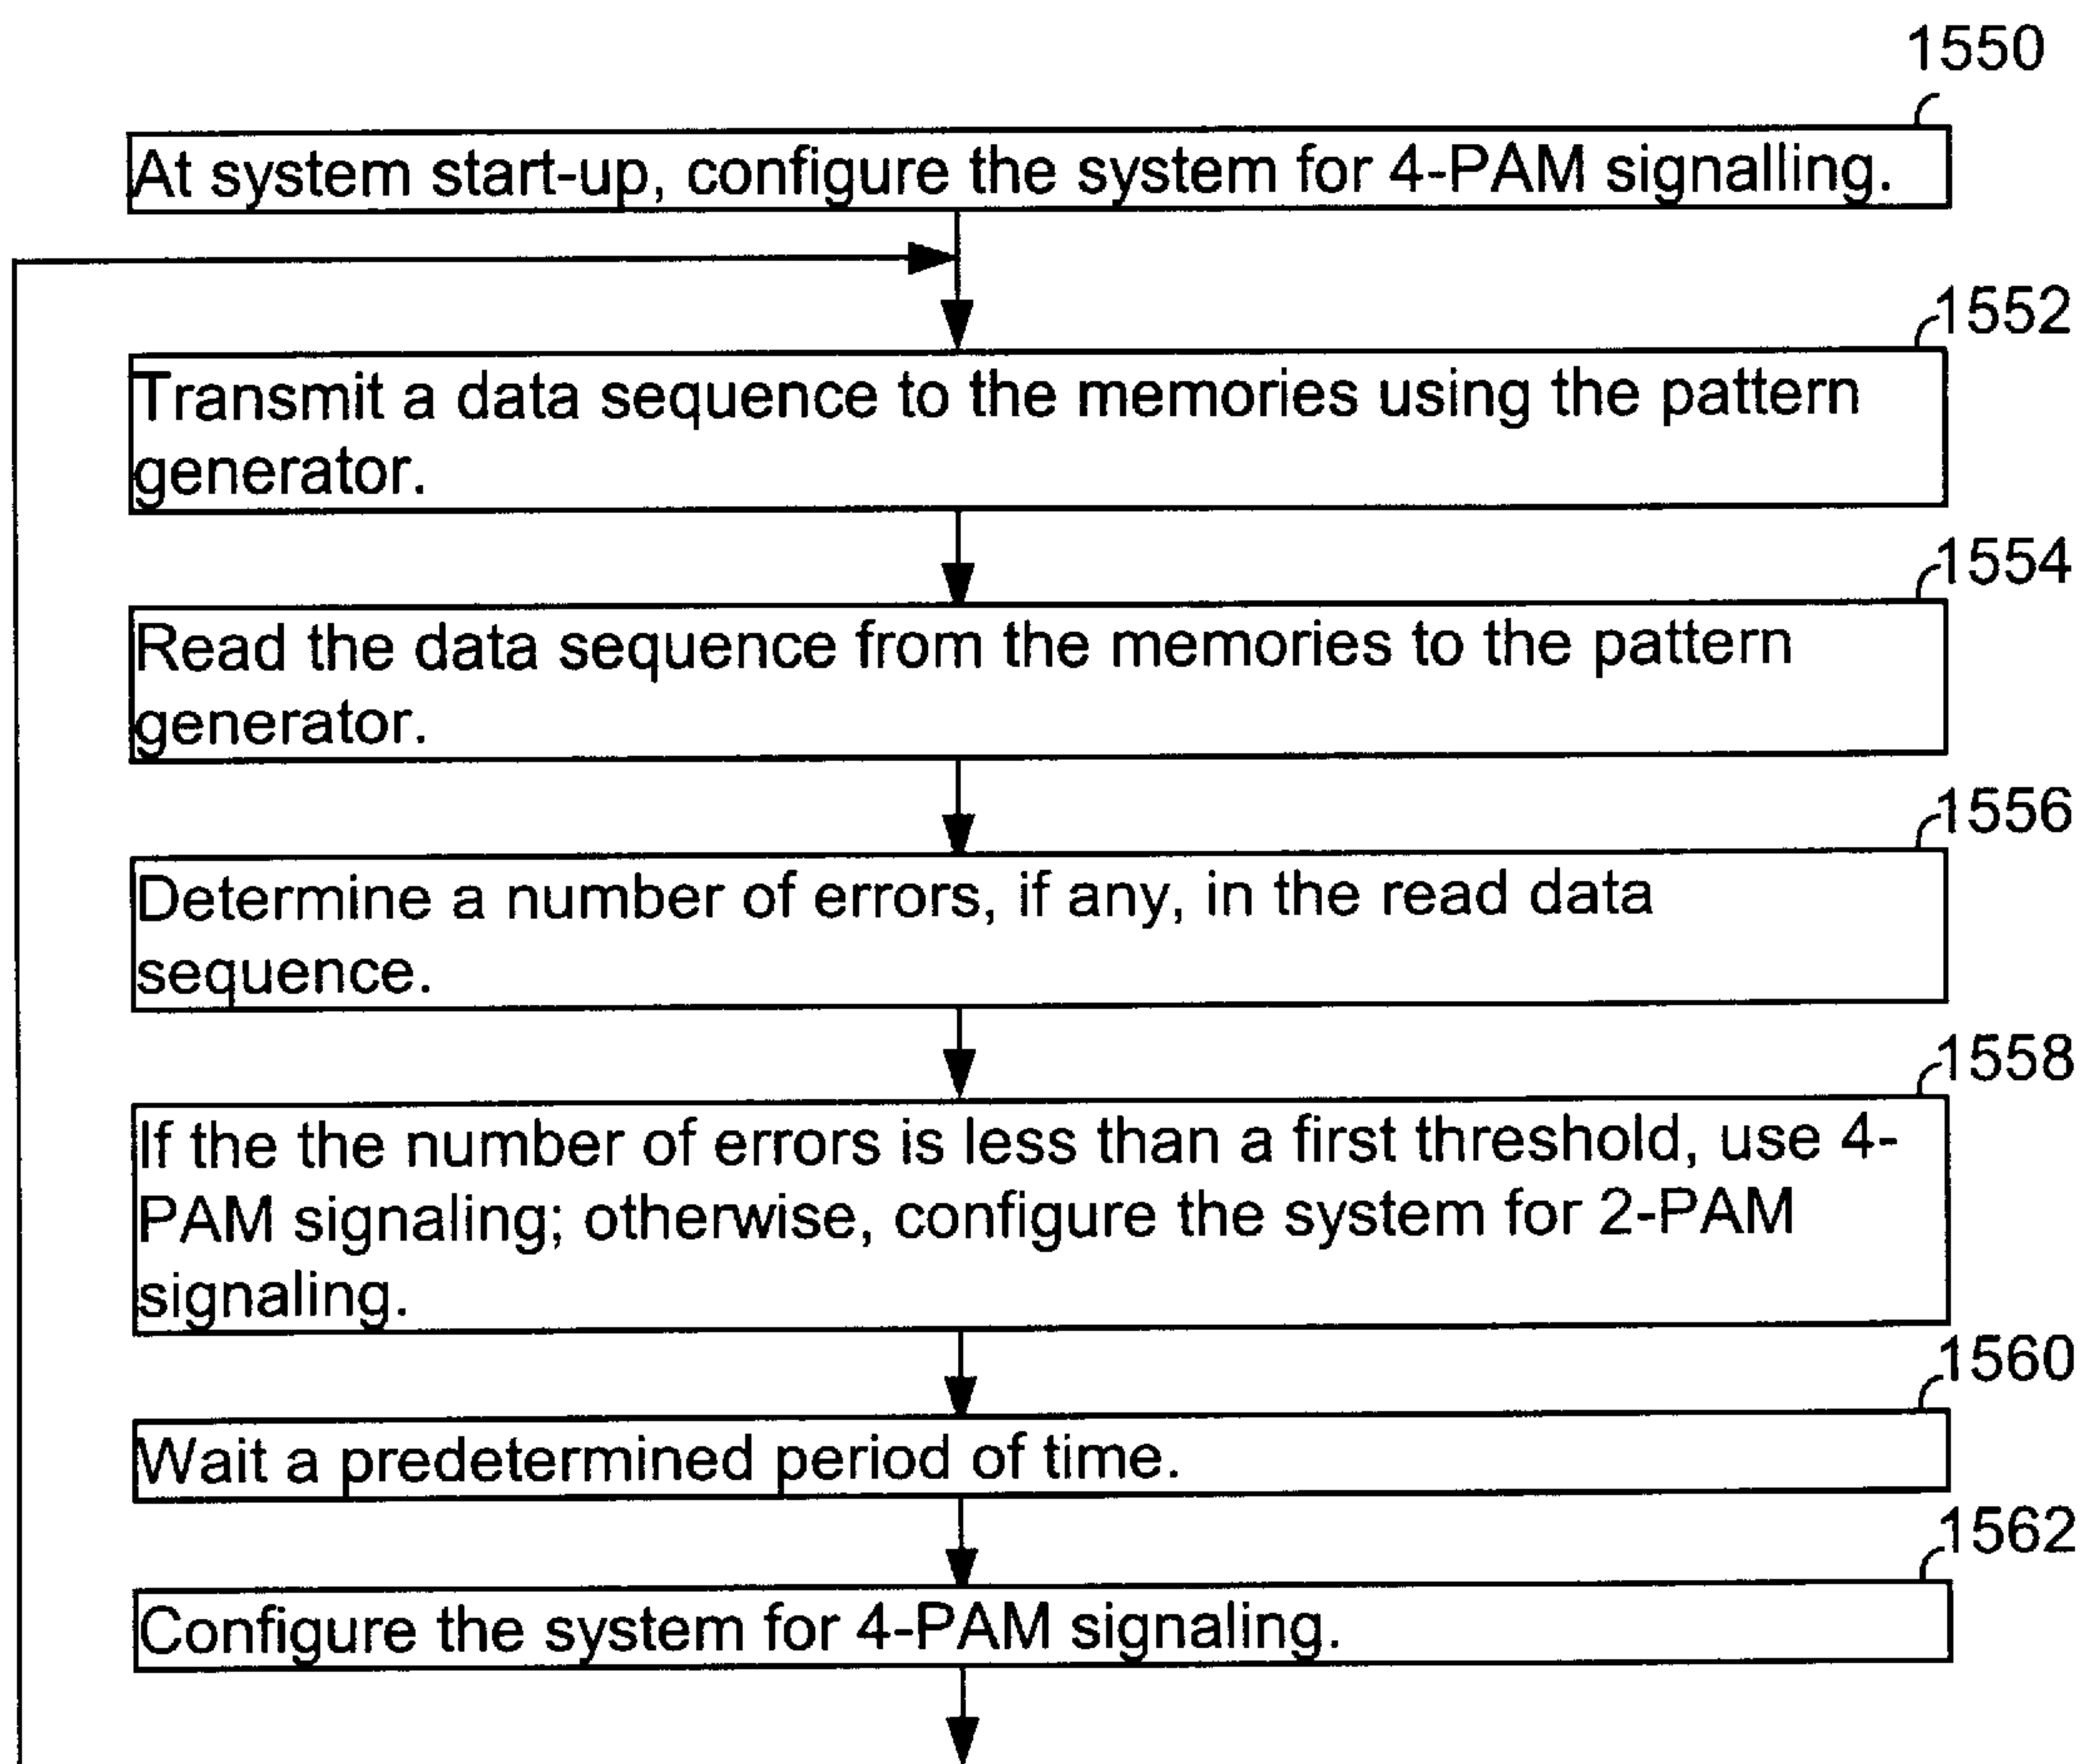 1550
At system start-up, configure the system for 4-PAM signalling.
1552
Transmit a data sequence to the memories using the pattern
generator.
1554
Read the data sequence from the memories to the pattern
generator.
1556
Determine a number of errors, if any, in the read data
sequence.
1558
If the the number of errors is less than a first threshold, use 4-
PAM signaling; otherwise, configure the system for 2-PAM
signaling.
1560
Wait a predetermined period of time.
1562
Configure the system for 4-PAM signaling.